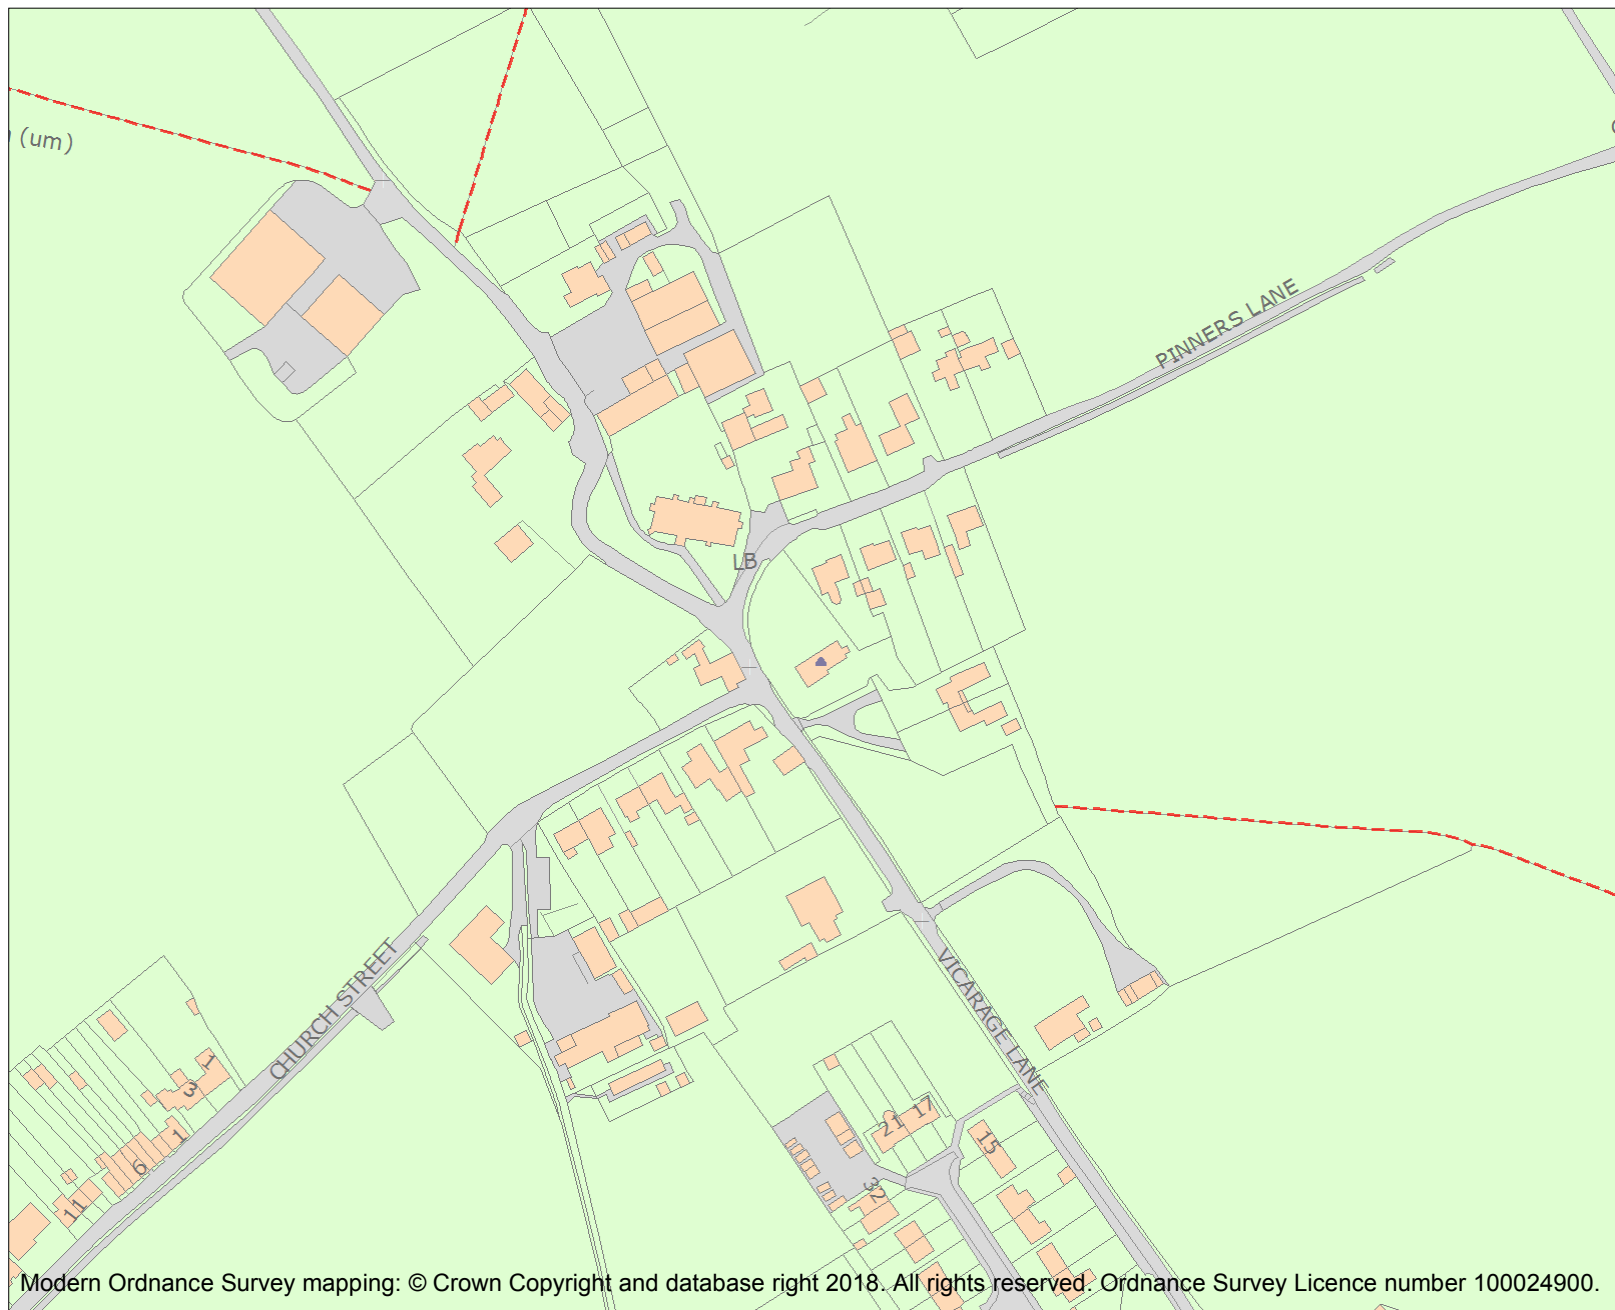 (um)
PINNERS LANE
LB
CHURCH STREET
VICARAGE LANE
1
3
1
6
11
21
17
15
32
Modern Ordnance Survey mapping: © Crown Copyright and database right 2018. All rights reserved. Ordnance Survey Licence number 100024900.